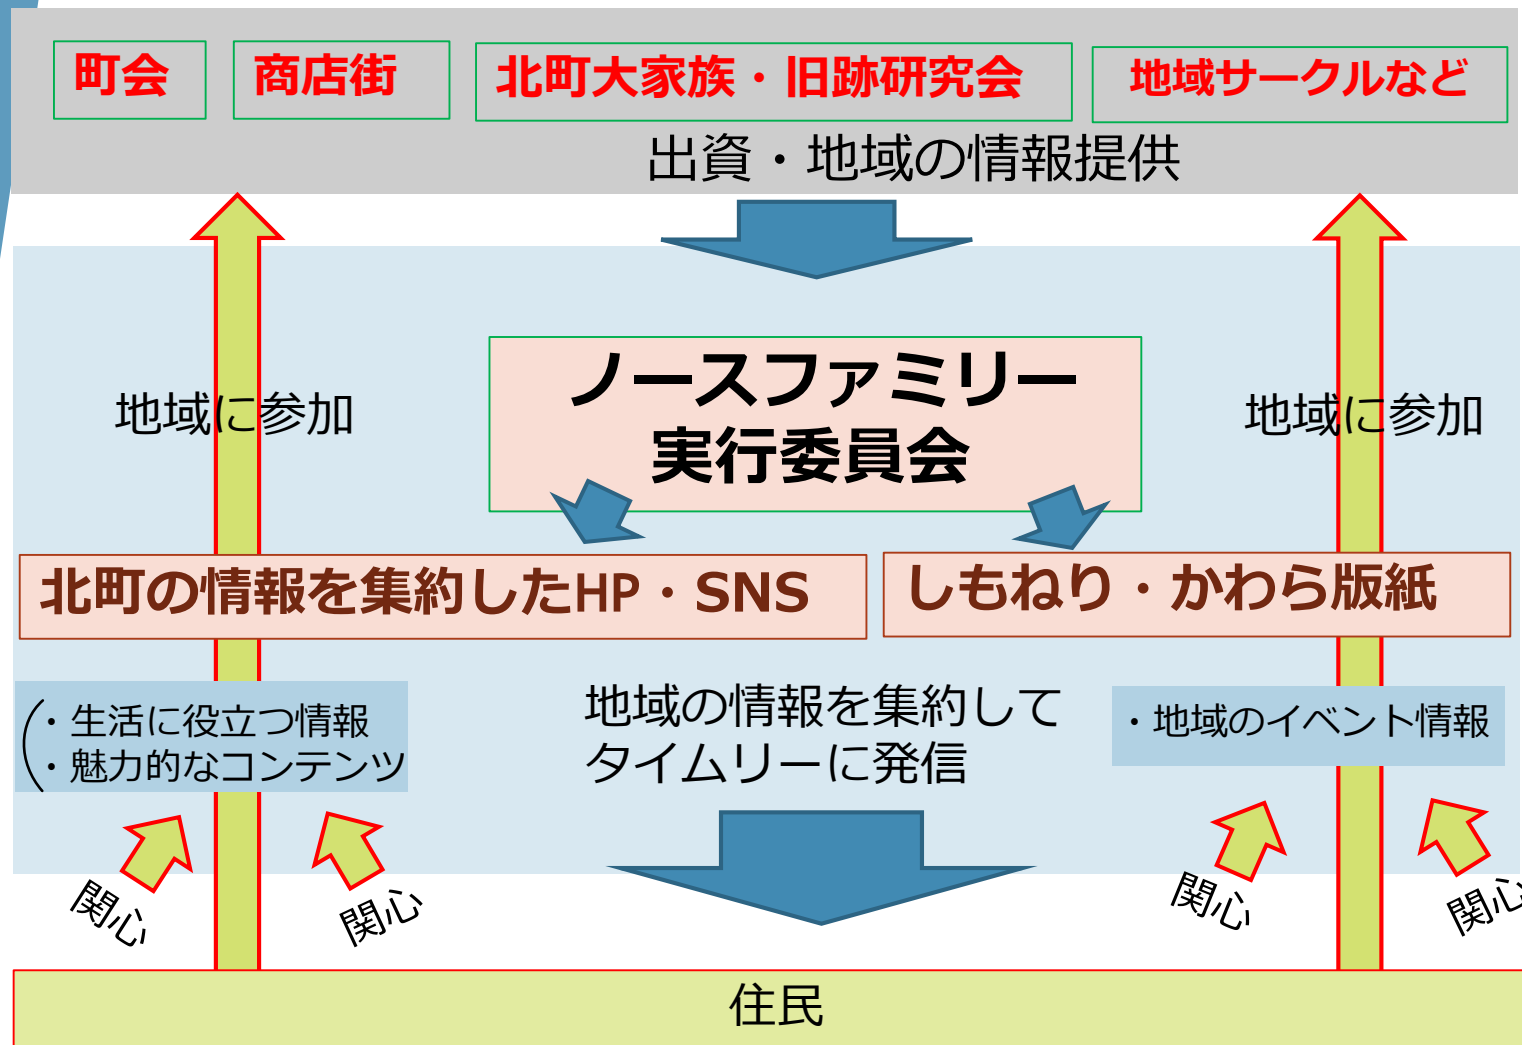 町会
商店街
北町大家族・旧跡研究会
地域サークルなど
出資・地域の情報提供
ノースファミリー
実行委員会
地域に参加
地域に参加
北町の情報を集約したHP・SNS
しもねり・かわら版紙
・生活に役立つ情報
・魅力的なコンテンツ
地域の情報を集約して
タイムリーに発信
・地域のイベント情報
関心
関心
関心
関心
住民